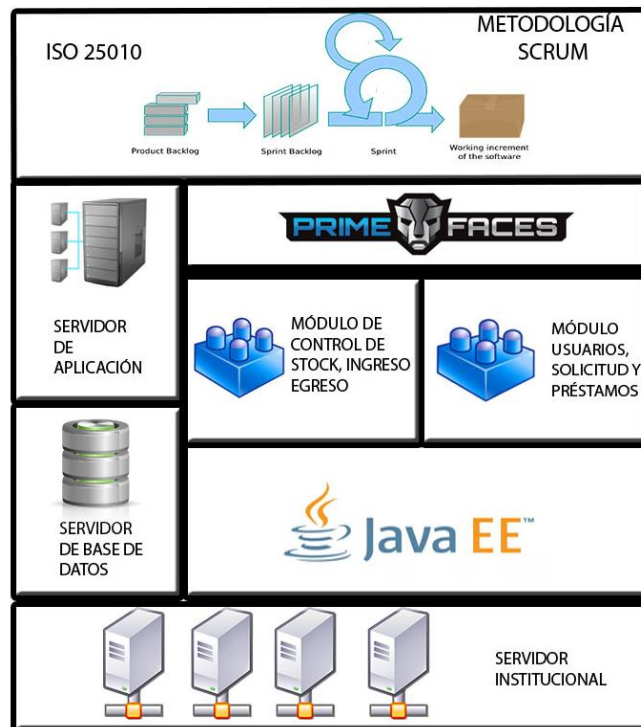 ISO 25010
METODOLOGÍA
SCRUM
Product Backlog
Sprint Backlog
Sprint
Working increment
of the software
SERVIDOR
DE
APLICACIÓN
PRIME FACES
MÓDULO DE
CONTROL DE
STOCK, INGRESO
EGRESO
MÓDULO
USUARIOS,
SOLICITUD Y
PRÉSTAMOS
SERVIDOR
DE BASE DE
DATOS
Java EE™
SERVIDOR
INSTITUCIONAL